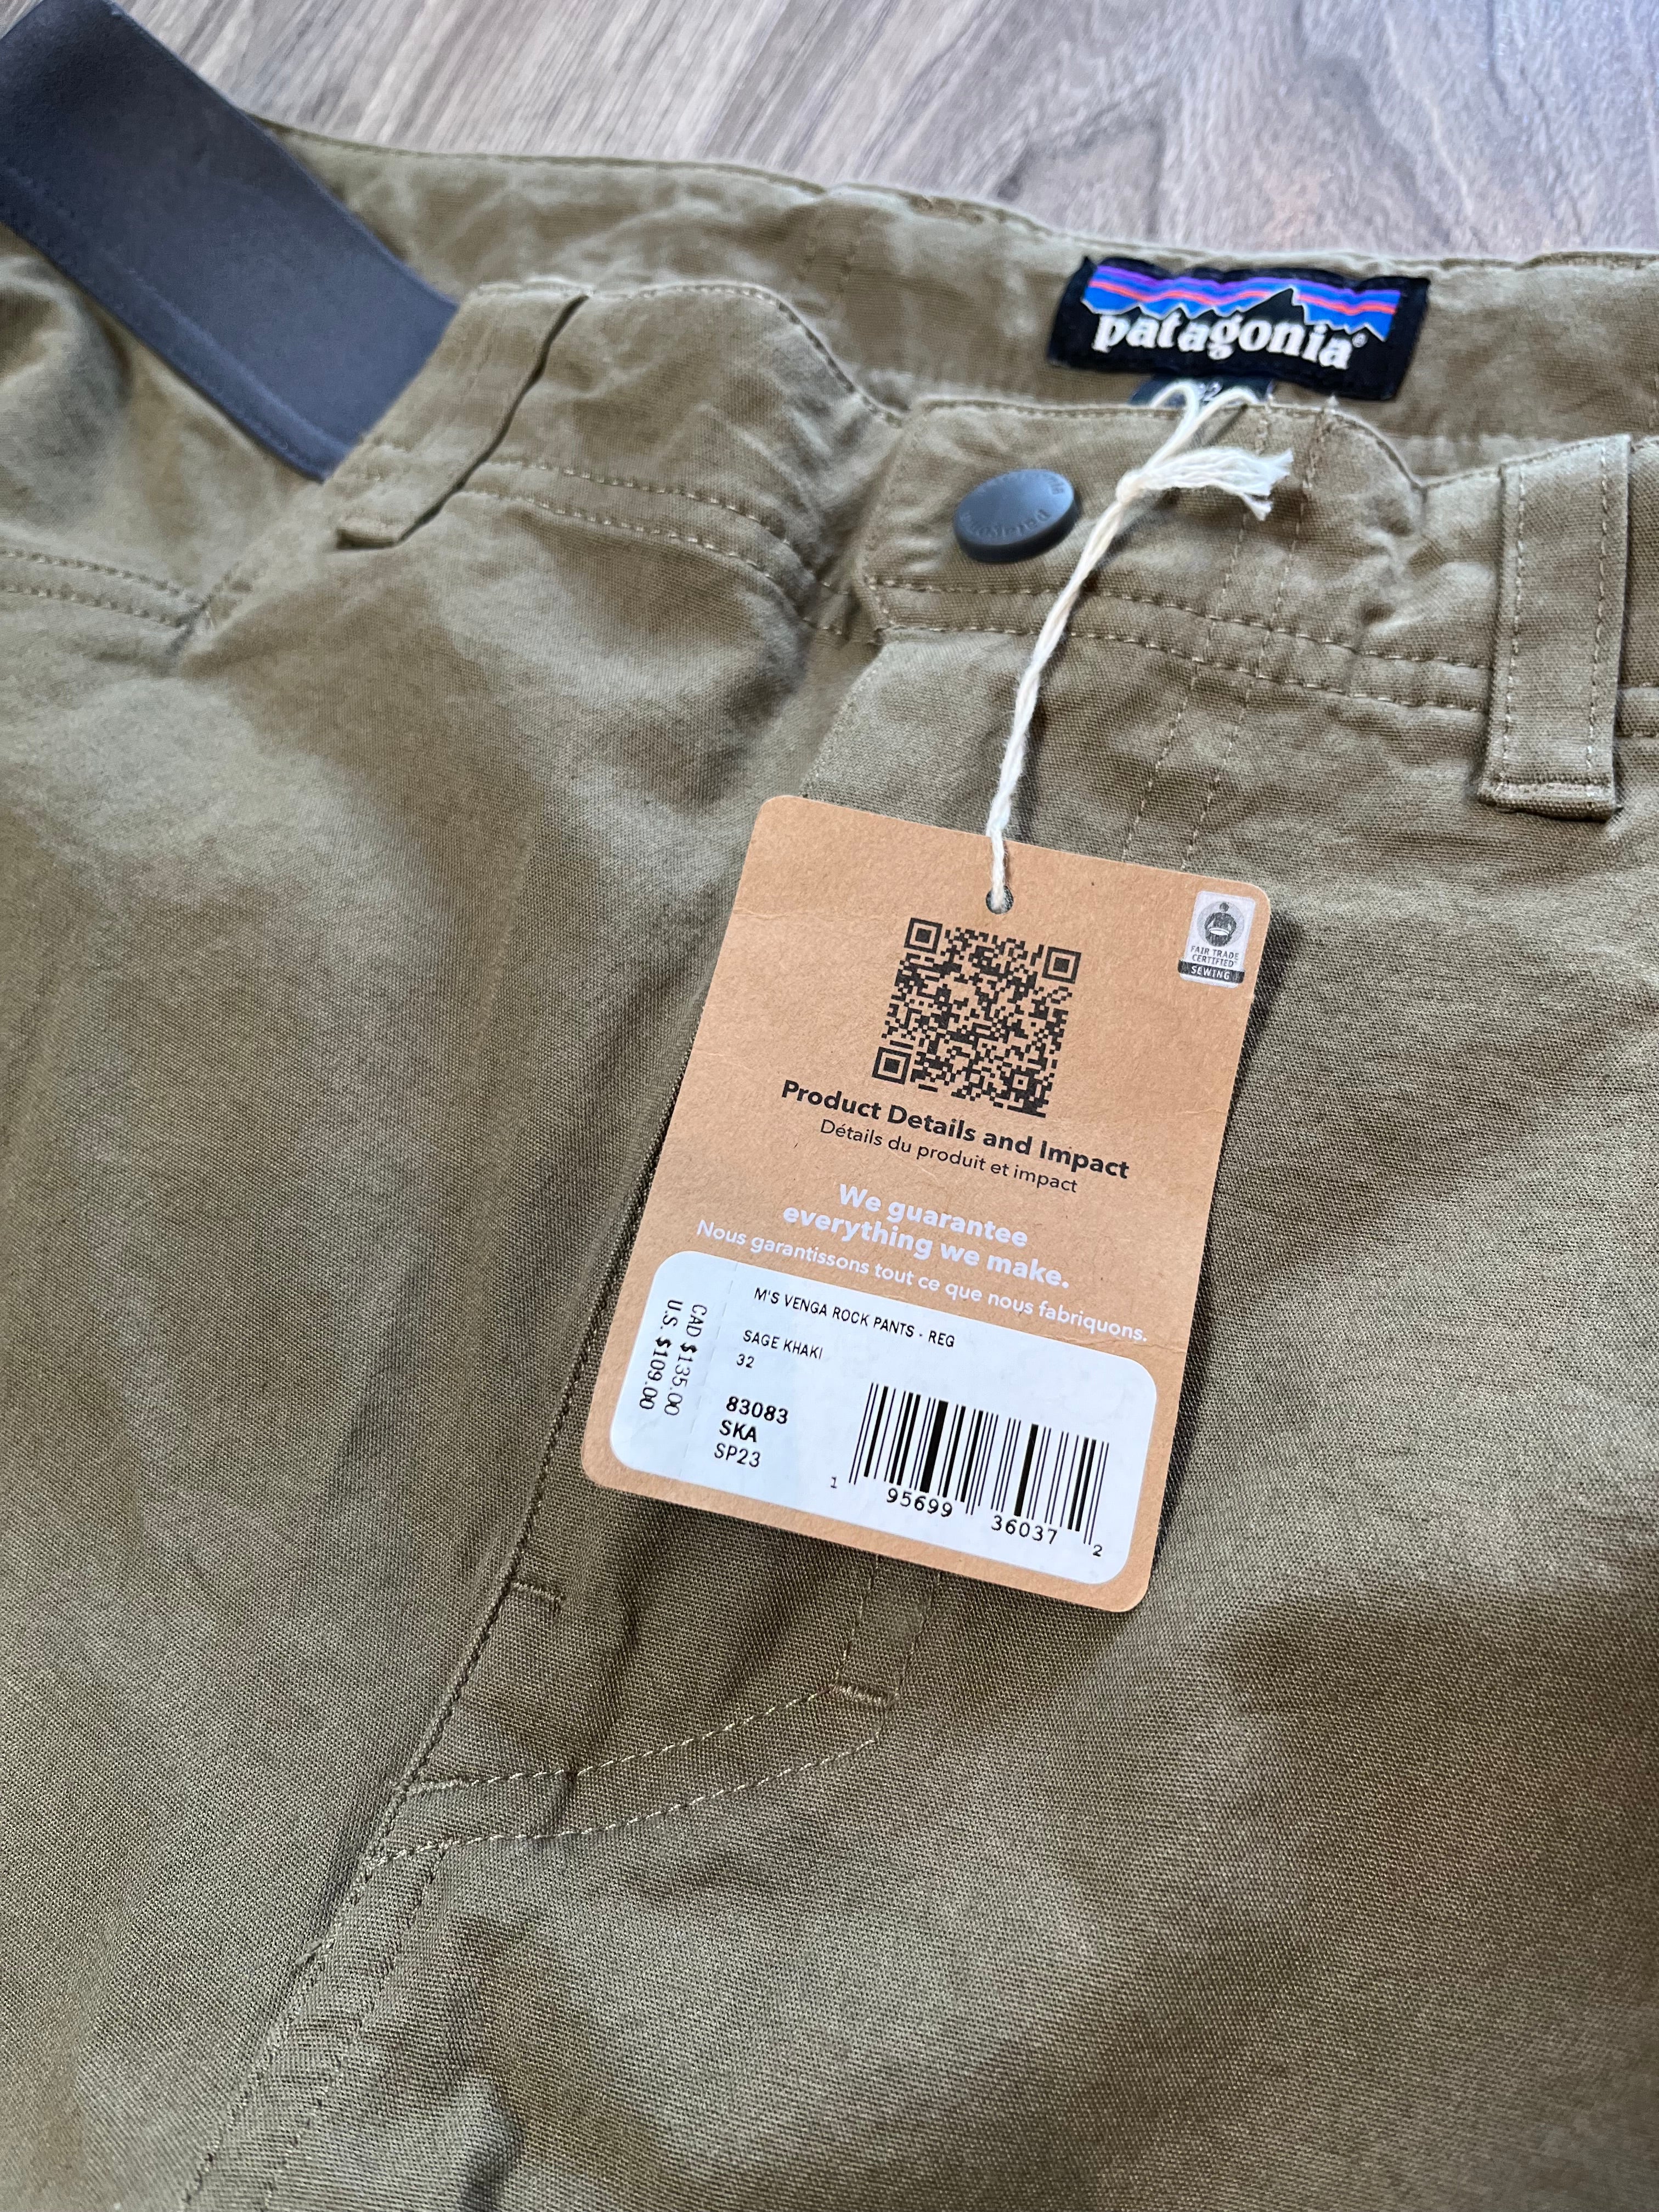 patagonia®
FAIR TRADE
CERTIFIED
SEWING
Product Details and Impact
Détails du produit et impact
We guarantee
everything we make.
Nous garantissons tout ce que nous fabriquons.
M'S VENGA ROCK PANTS - REG
SAGE KHAKI
32
83083
SKA
SP23
CAD $135.00
U.S. $109.00
1 95699 36037 2